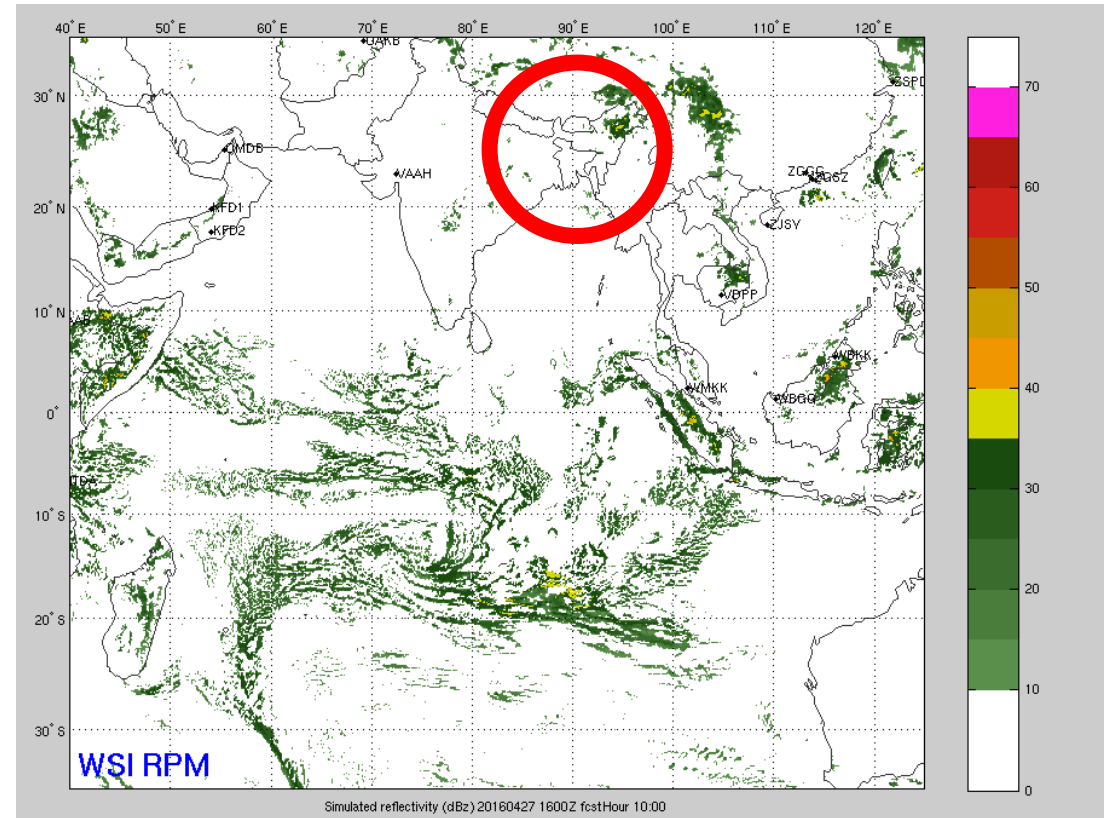 40° E 50° E 60° E 70° E 80° E 90° E 100° E 110° E 120° E
OAKB
ZSPD
30° N
OMDB
VAAH
ZGGG
ZGSZ
20° N
KFD1
KFD2
ZJSY
VDPP
10° N
WBKK
WMKK
WBGG
0°
10° S
20° S
30° S
WSI RPM
70
60
50
40
30
20
10
0
Simulated reflectivity (dBz) 20160427 1600Z fcstHour 10:00